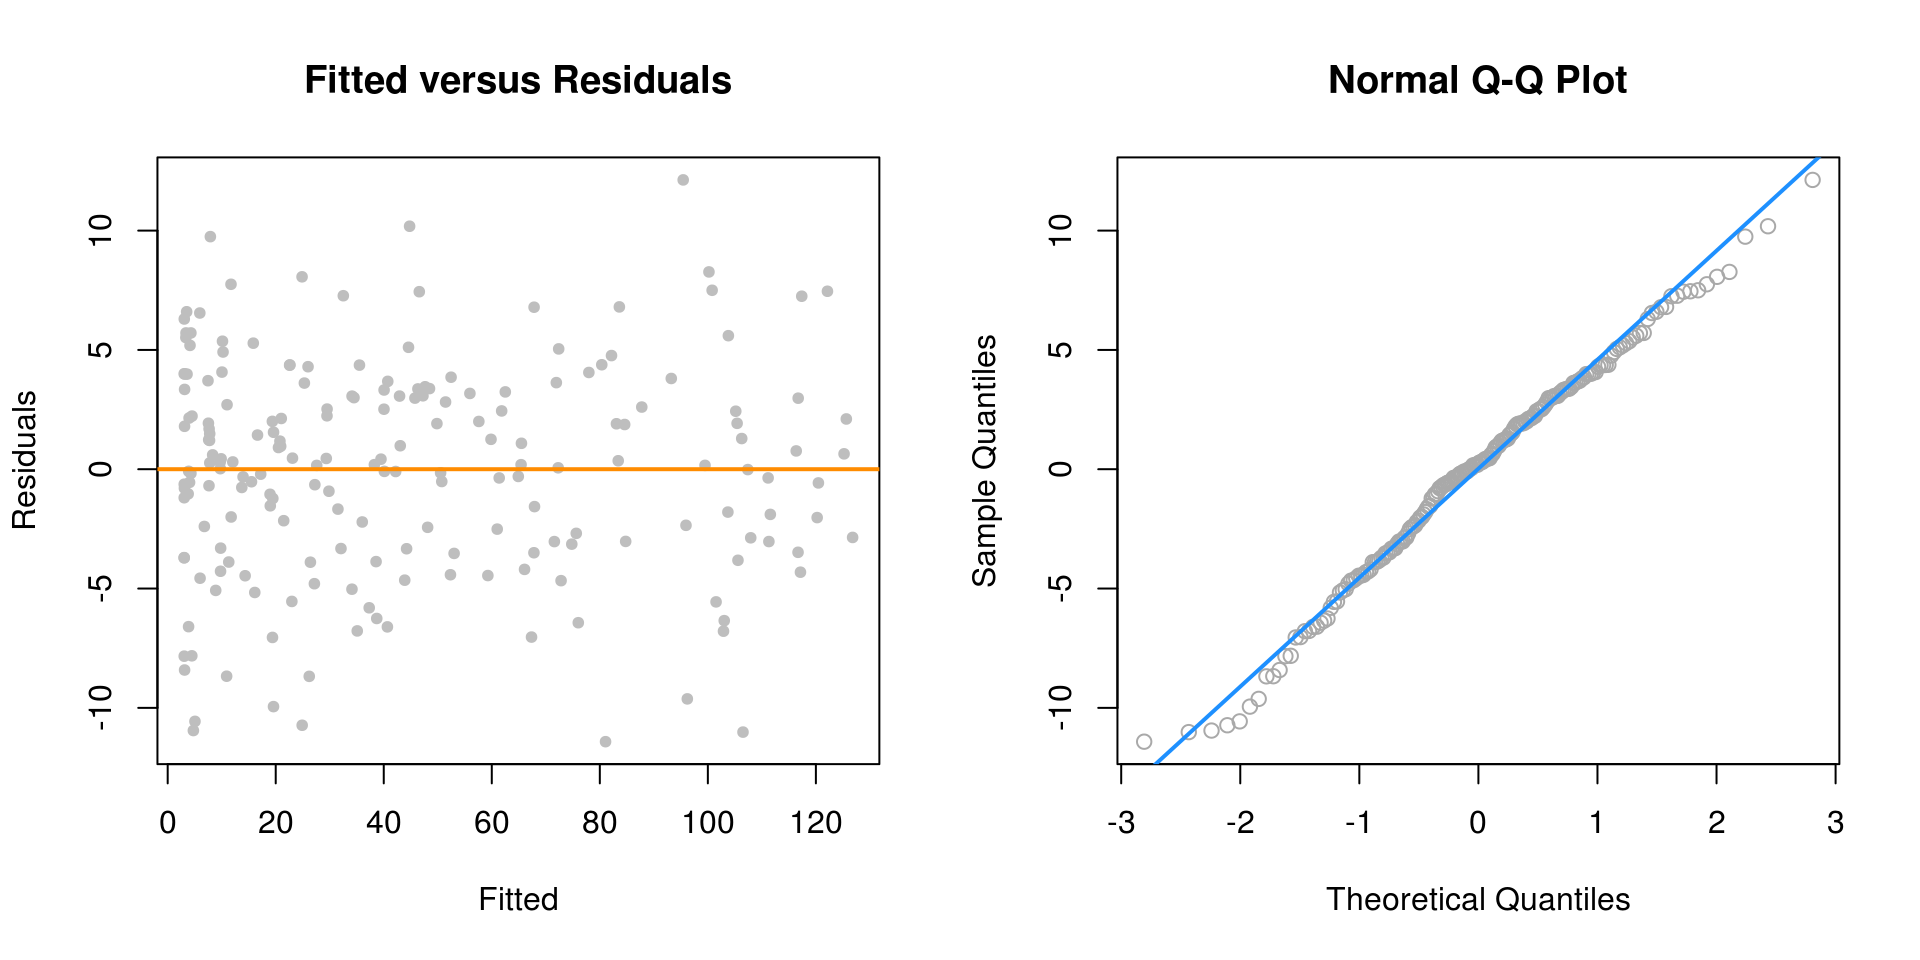 Fitted versus Residuals
Residuals
10
5
0
-5
-10
0 20 40 60 80 100 120
Fitted
Normal Q-Q Plot
Sample Quantiles
10
5
0
-5
-10
-3 -2 -1 0 1 2 3
Theoretical Quantiles